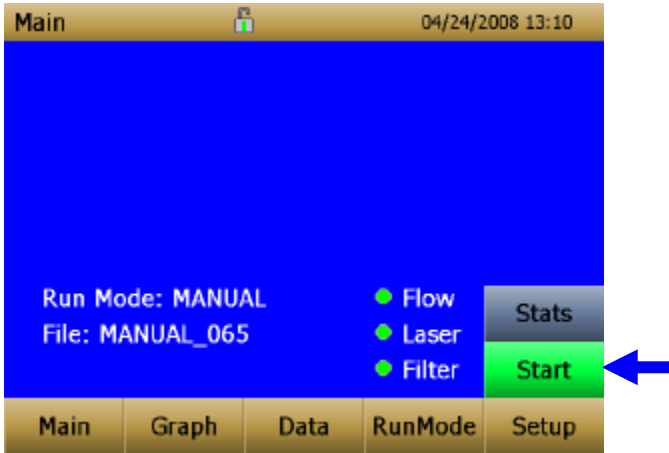 Main 04/24/2008 13:10
Run Mode: MANUAL
File: MANUAL_065
Flow
Laser
Filter
Stats
Start
Main Graph Data RunMode Setup